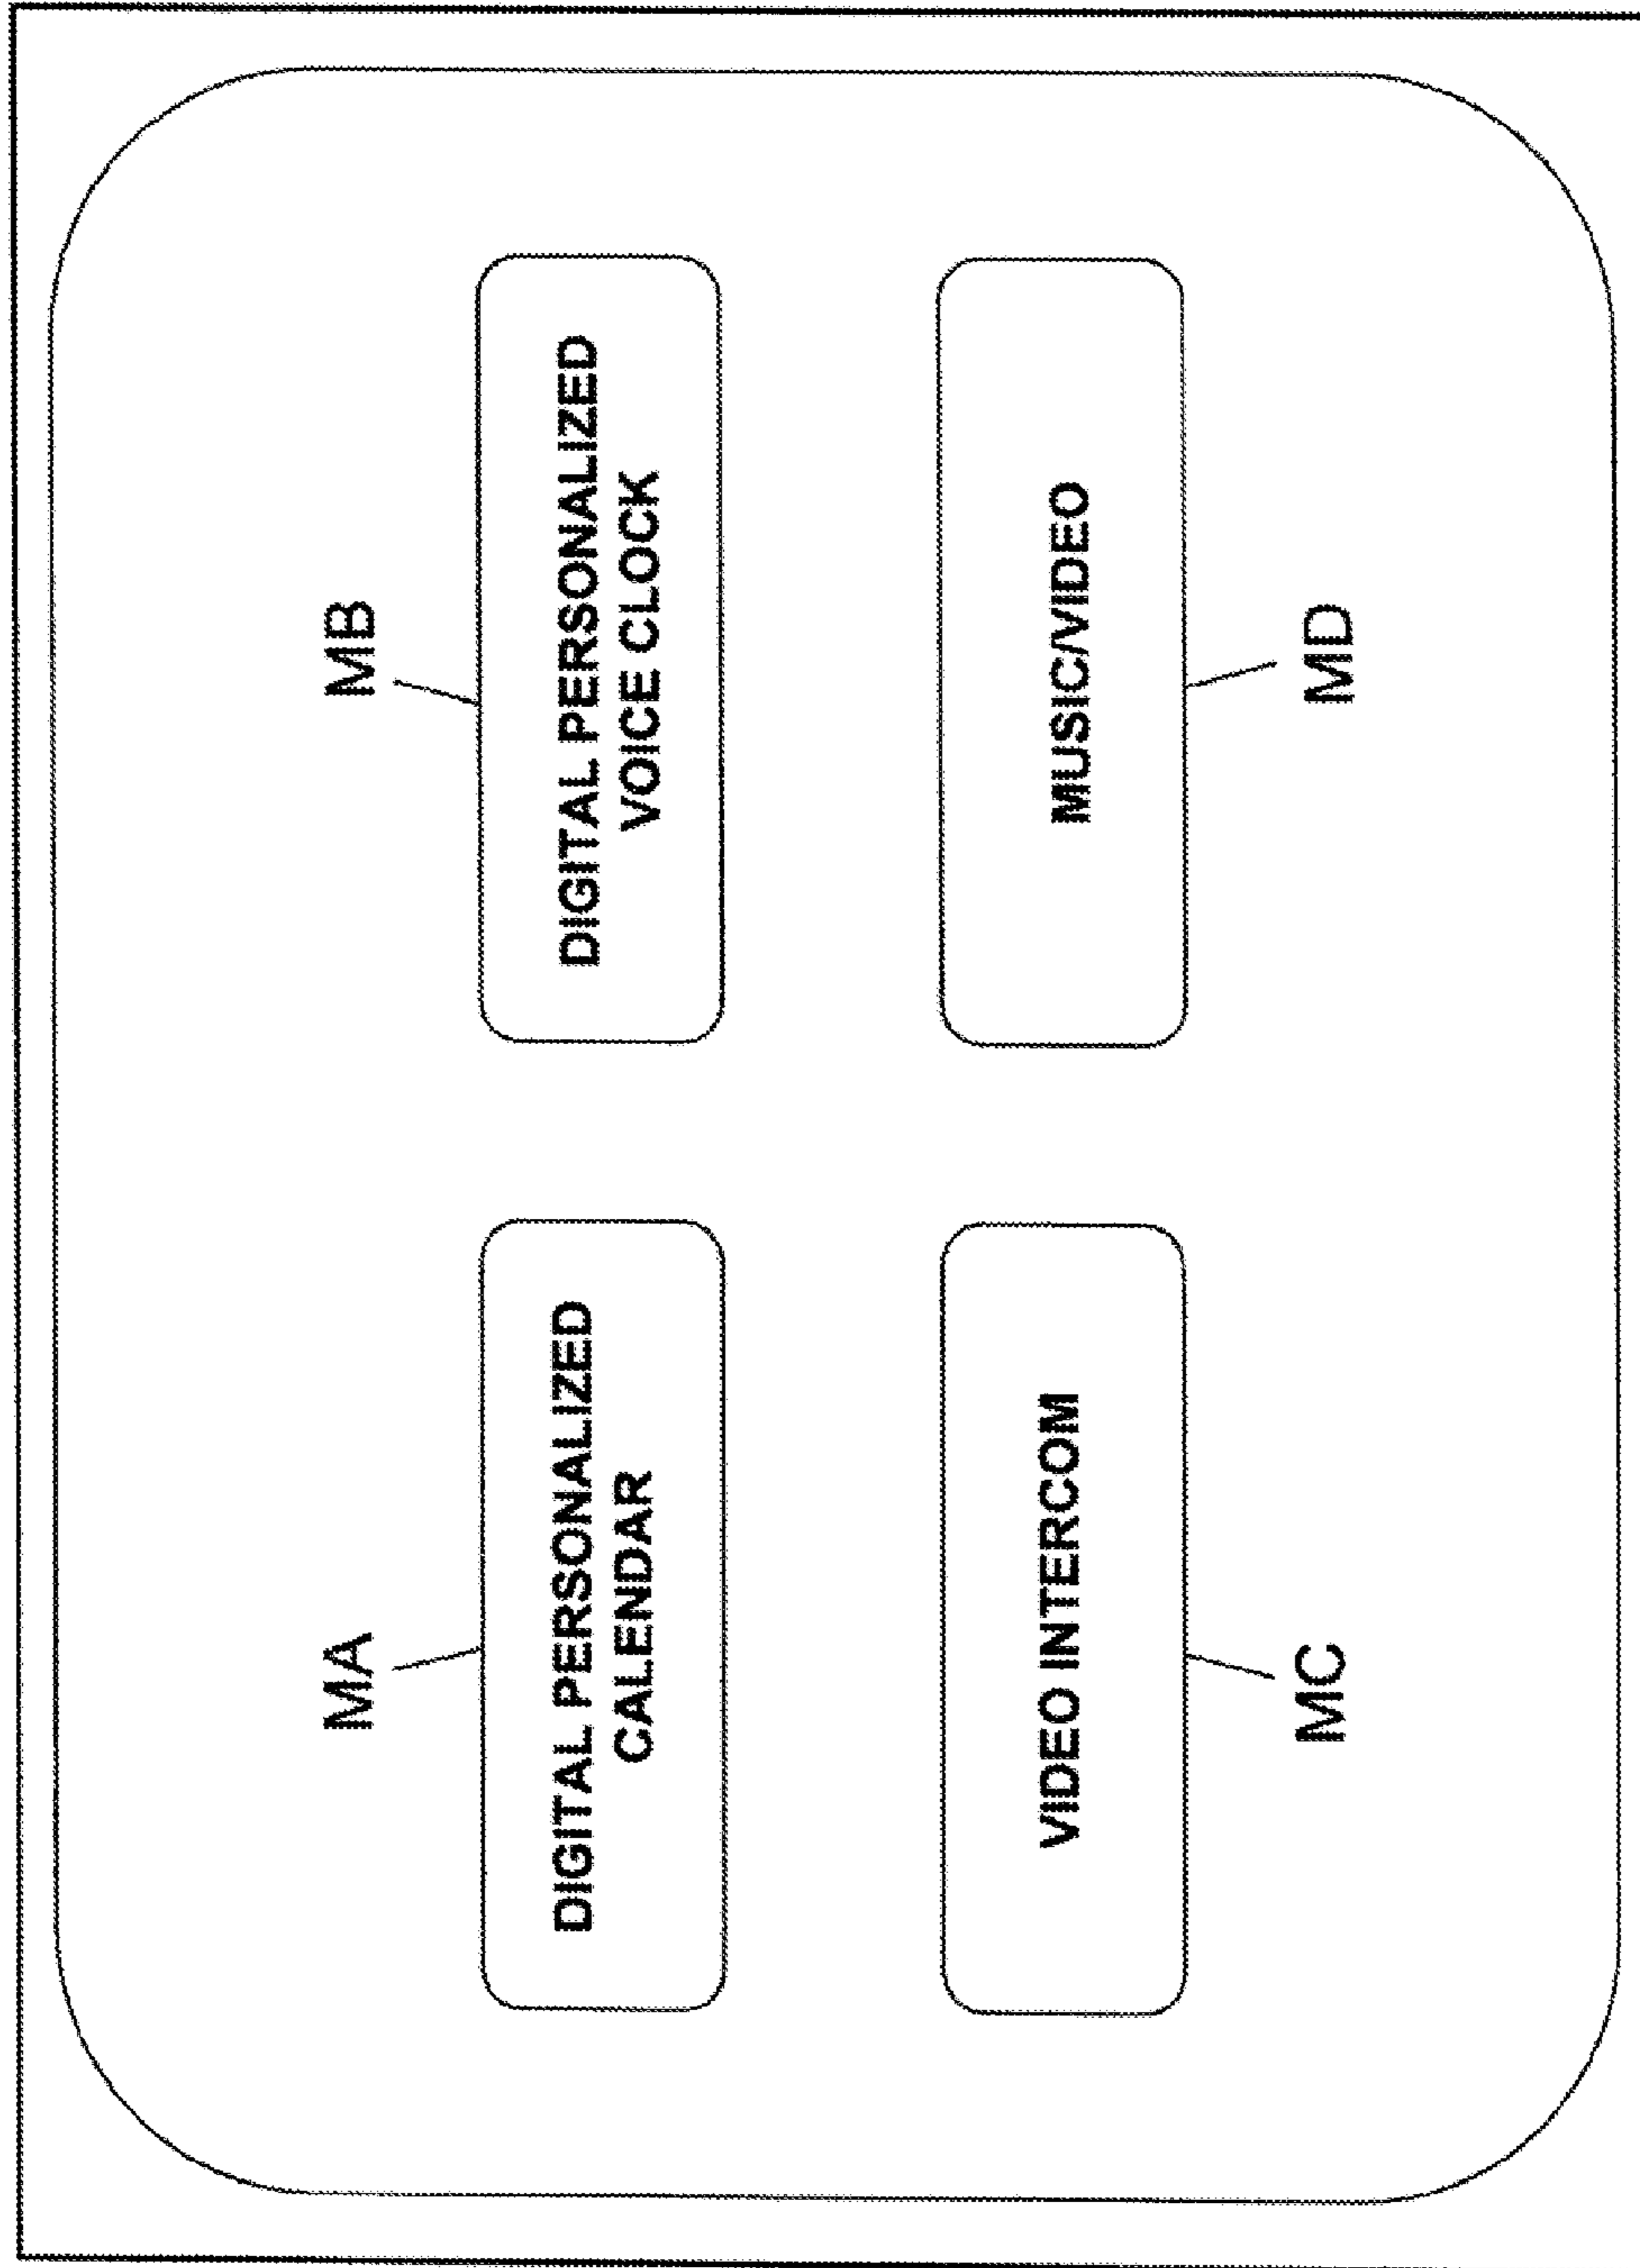 MA
MB
DIGITAL PERSONALIZED
CALENDAR
DIGITAL PERSONALIZED
VOICE CLOCK
VIDEO INTERCOM
MUSIC/VIDEO
MC
MD